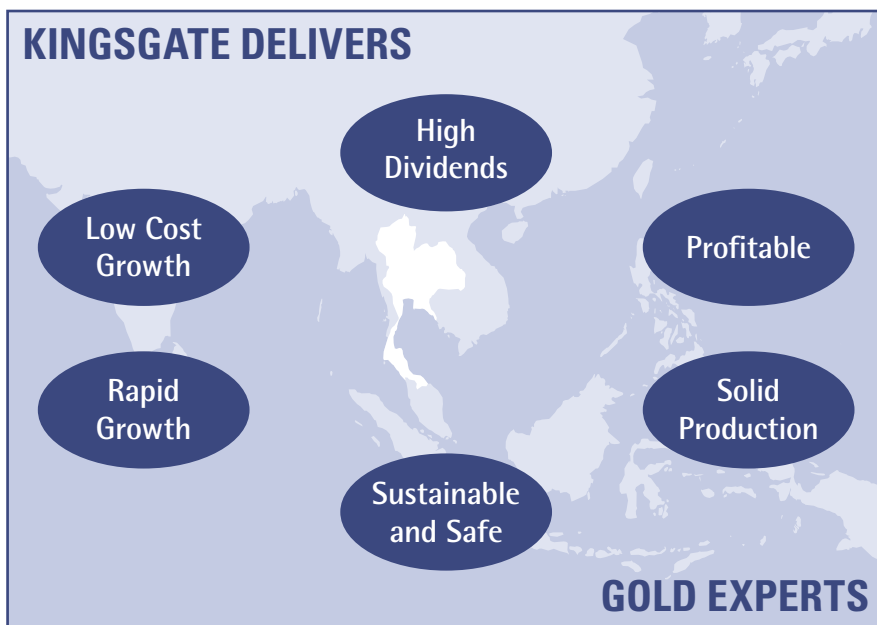 KINGSGATE DELIVERS
High
Dividends
Low Cost
Growth
Profitable
Rapid
Growth
Solid
Production
Sustainable
and Safe
GOLD EXPERTS